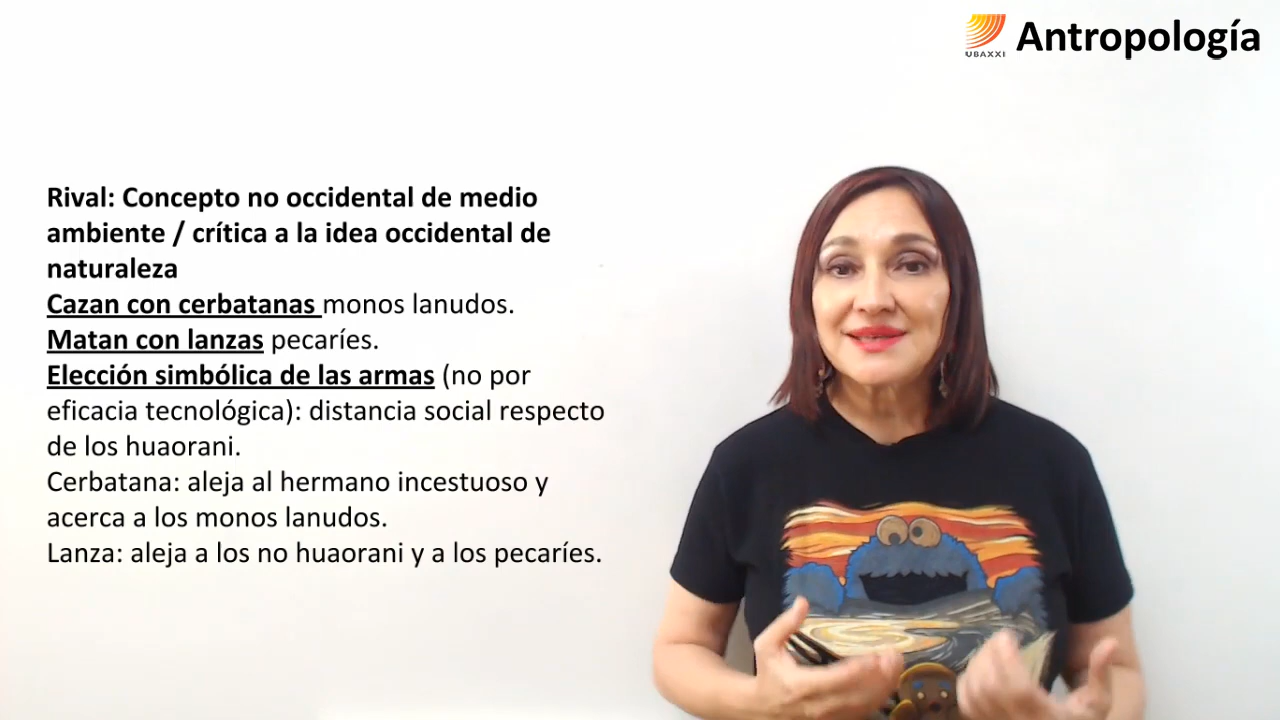 UBAXXI
Antropología
Rival: Concepto no occidental de medio
ambiente / crítica a la idea occidental de
naturaleza
Cazan con cerbatanas monos lanudos.
Matan con lanzas pecaríes.
Elección simbólica de las armas (no por
eficacia tecnológica): distancia social respecto
de los huaorani.
Cerbatana: aleja al hermano incestuoso y
acerca a los monos lanudos.
Lanza: aleja a los no huaorani y a los pecaríes.